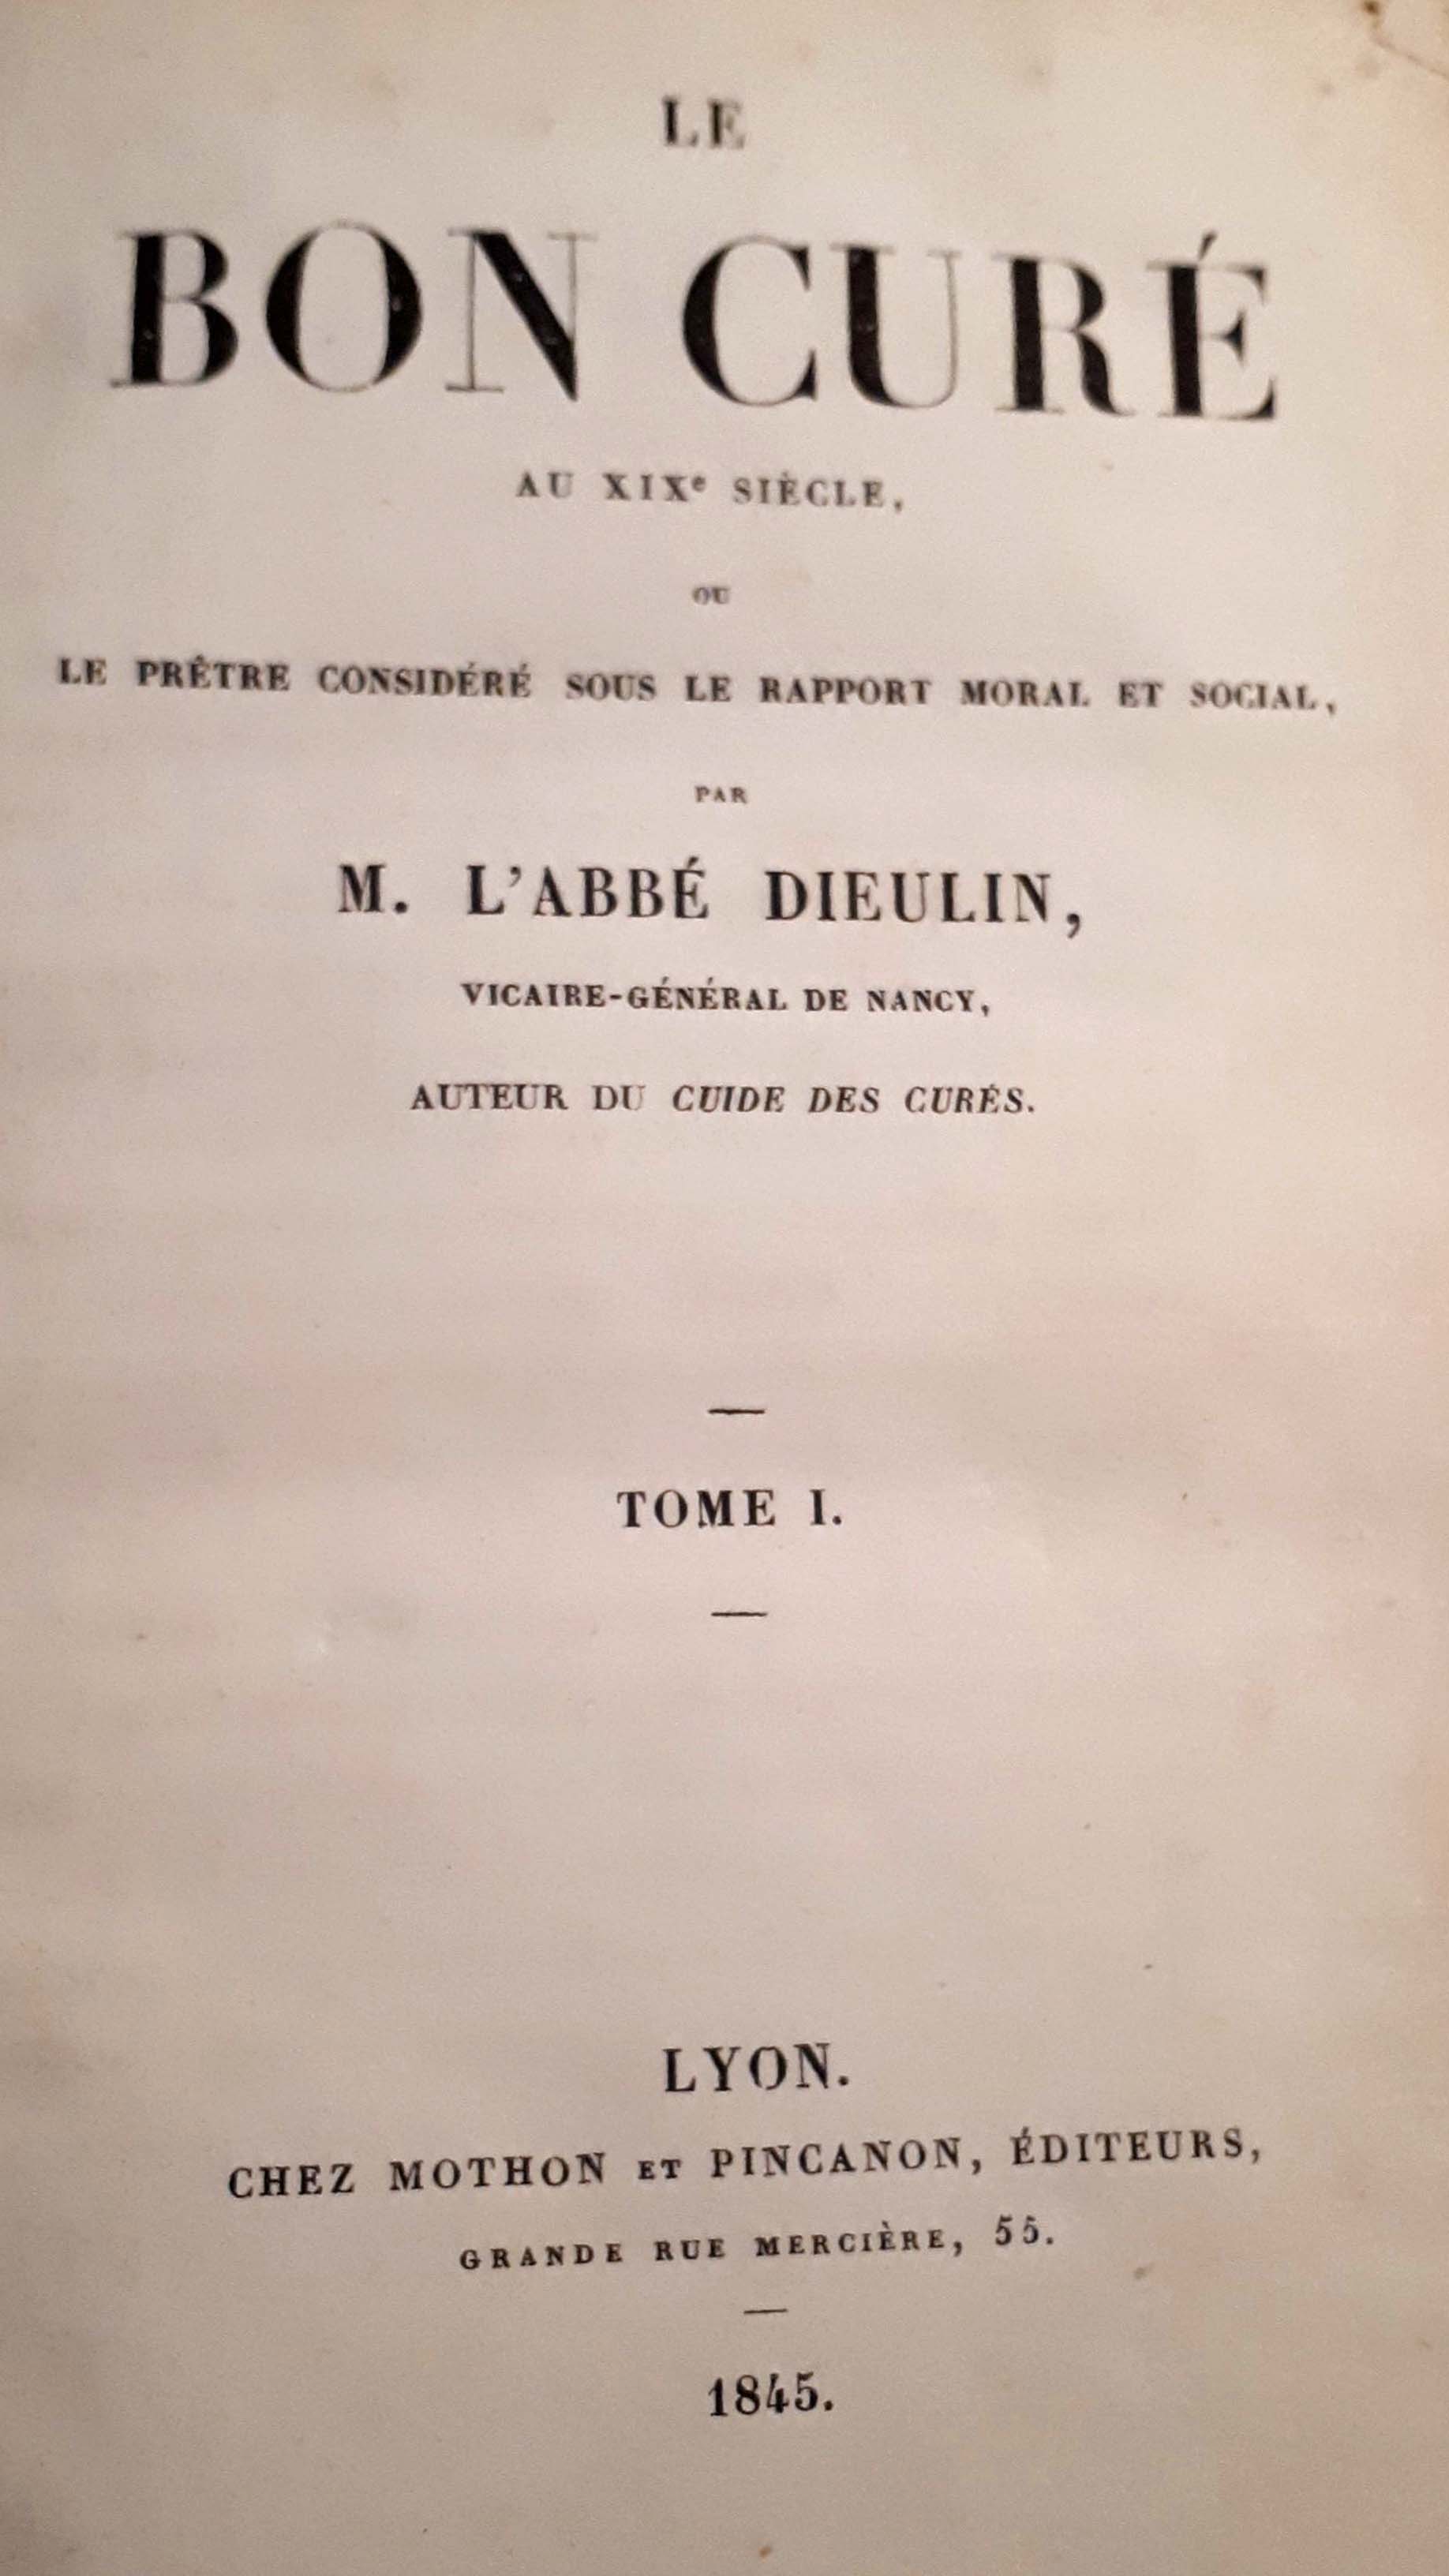 LE
BON CURÉ
AU XIXe SIÈCLE,
OU
LE PRÊTRE CONSIDÉRÉ SOUS LE RAPPORT MORAL ET SOCIAL,
PAR
M. L'ABBÉ DIEULIN,
VICAIRE-GÉNÉRAL DE NANCY,
AUTEUR DU GUIDE DES CURÉS.
—
TOME I.
—
LYON.
CHEZ MOTHON ET PINCANON, ÉDITEURS,
GRANDE RUE MERCIÈRE, 55.
—
1845.